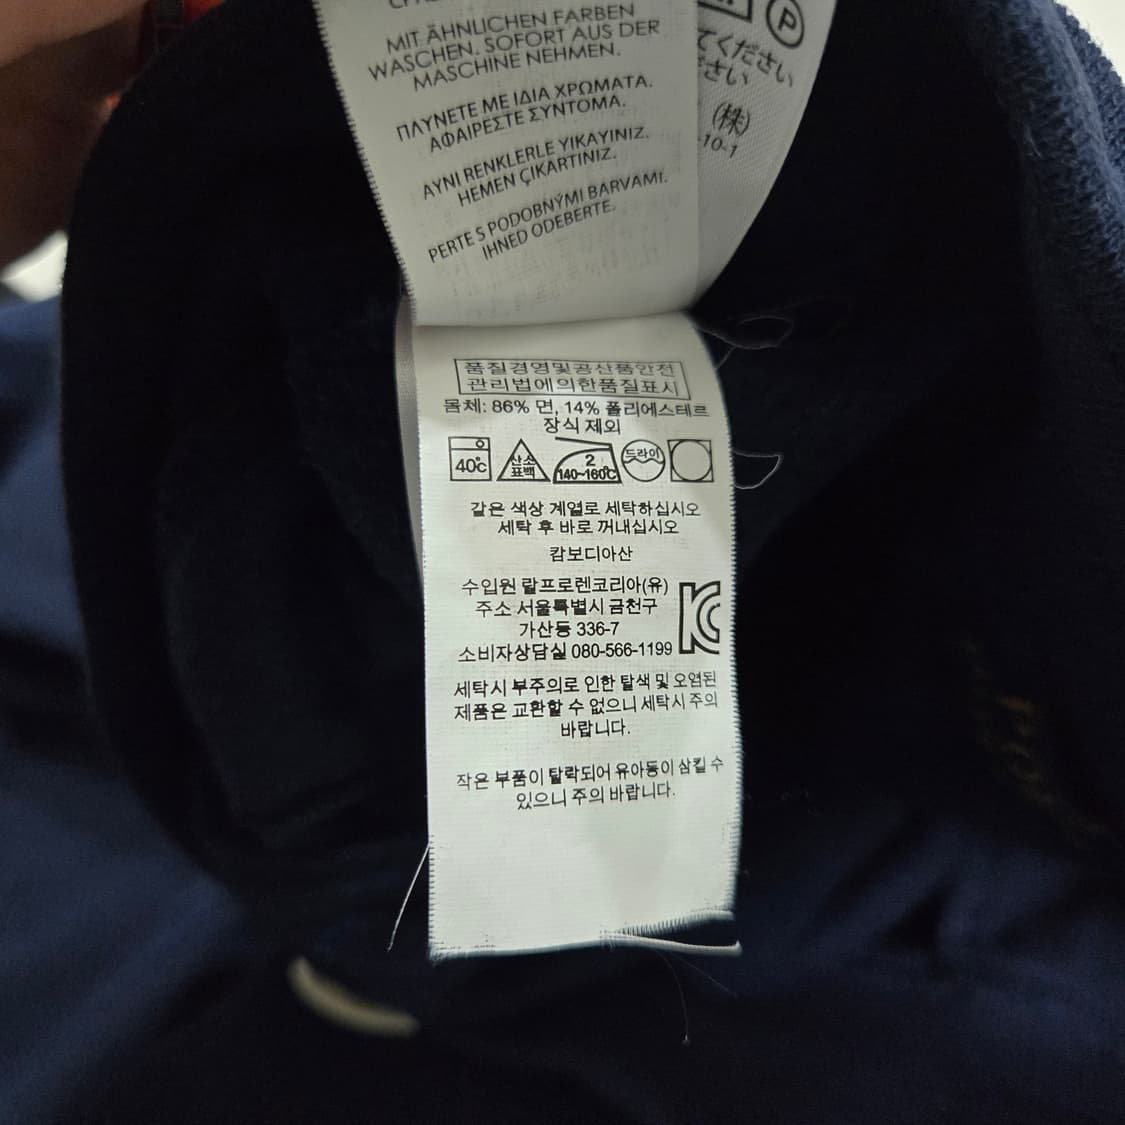 MIT ÄHNLICHEN FARBEN
WASCHEN. SOFORT AUS DER
MASCHINE NEHMEN.
ΠΛΥΝΕΤΕ ΜΕ ΙΔΙΑ ΧΡΩΜΑΤΑ.
ΑΦΑΙΡΕΣΤΕ ΣΥΝΤΟΜΑ.
AYNI RENKLERLE YIKAYINIZ.
HEMEN ÇIKARTINIZ.
PERTE S PODOBNÝMI BARVAMI.
IHNED ODEBERTE.
P
てください
ださい
(株)
-10-1
품질경영및공산품안전
관리법에의한품질표시
몸체: 86% 면, 14% 폴리에스테르
장식 제외
40℃ 산소 표백 2 140~160℃ 드라이
같은 색상 계열로 세탁하십시오
세탁 후 바로 꺼내십시오
캄보디아산
수입원 랄프로렌코리아(유)
주소 서울특별시 금천구
가산동 336-7
소비자상담실 080-566-1199
세탁시 부주의로 인한 탈색 및 오염된
제품은 교환할 수 없으니 세탁시 주의
바랍니다.
작은 부품이 탈락되어 유아동이 삼킬 수
있으니 주의 바랍니다.